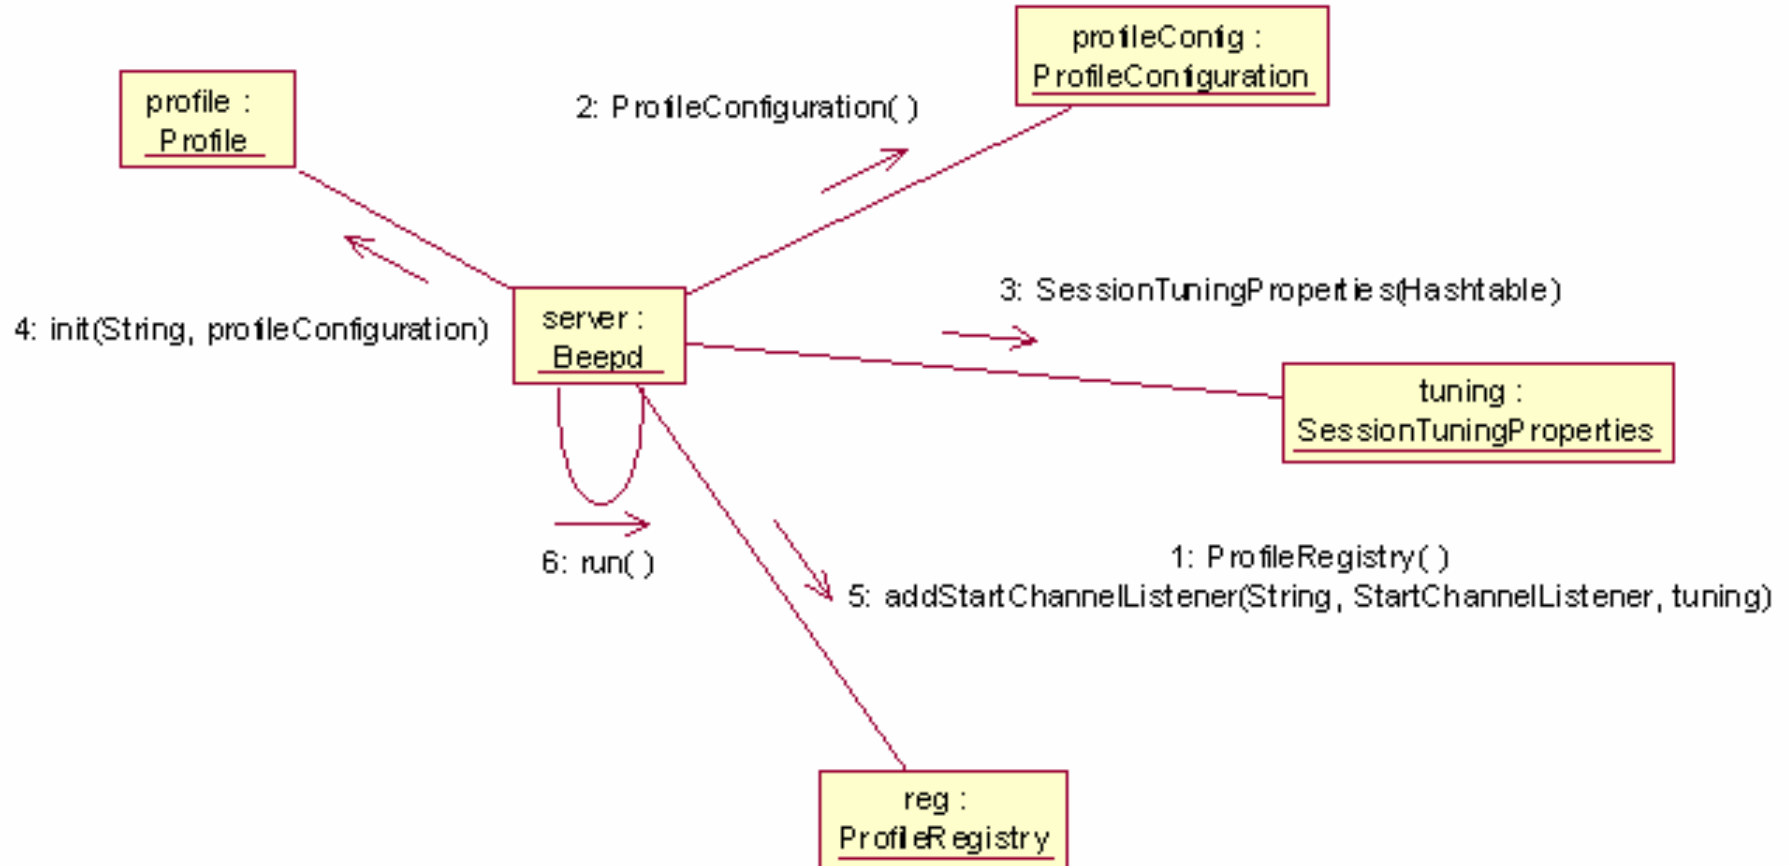 profileConfig :
ProfileConfiguration
profile :
Profile
2: ProfileConfiguration( )
3: SessionTuningProperties(Hashtable)
4: init(String, profileConfiguration)
server :
Beepd
tuning :
SessionTuningProperties
6: run( )
1: ProfileRegistry( )
5: addStartChannelListener(String, StartChannelListener, tuning)
reg :
ProfileRegistry